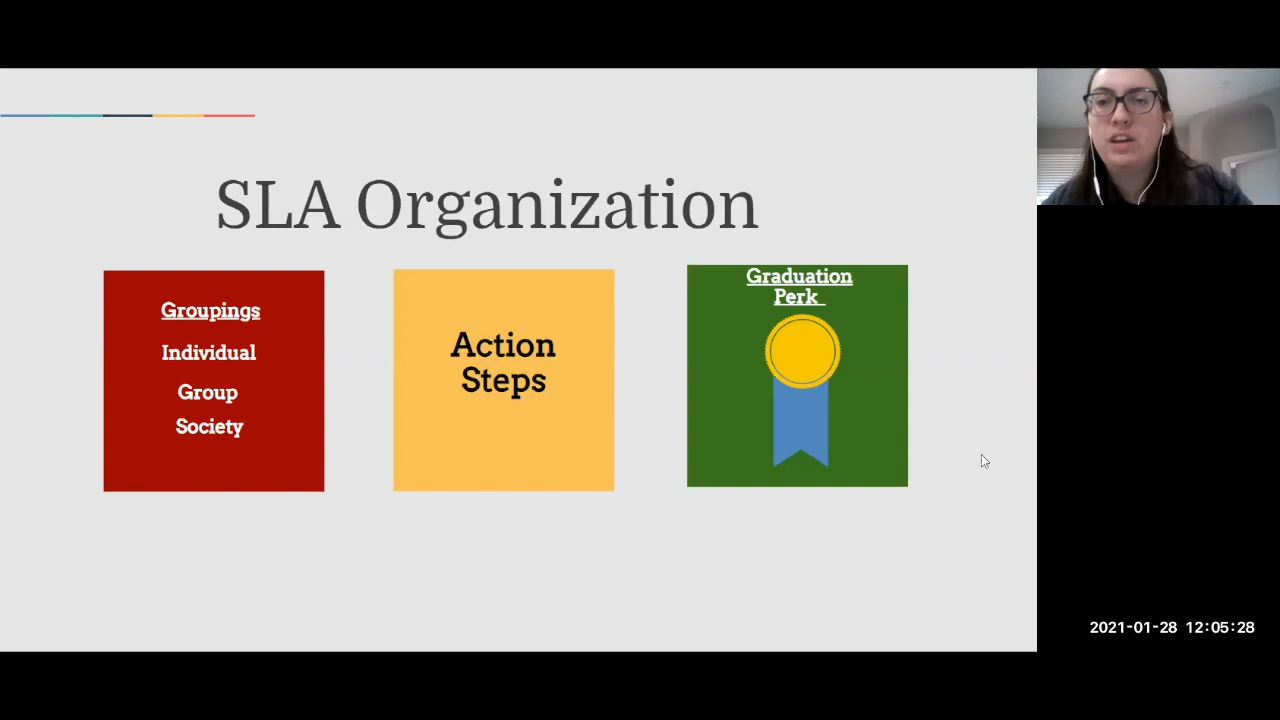 SLA Organization
Groupings
Individual
Group
Society
Action
Steps
Graduation
Perk
2021-01-28 12:05:28